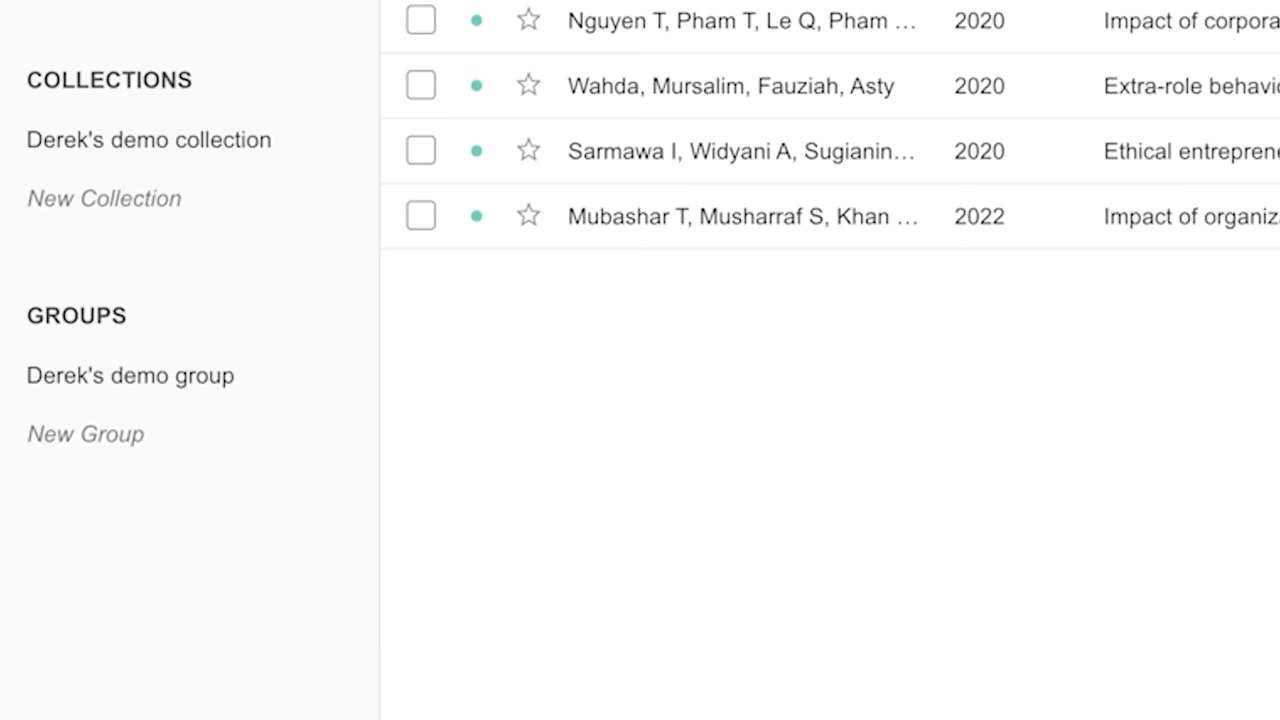 COLLECTIONS
Derek's demo collection
New Collection
GROUPS
Derek's demo group
New Group
Nguyen T, Pham T, Le Q, Pham … 2020 Impact of corpora
Wahda, Mursalim, Fauziah, Asty 2020 Extra-role behavio
Sarmawa I, Widyani A, Sugianin… 2020 Ethical entreprene
Mubashar T, Musharraf S, Khan … 2022 Impact of organiza